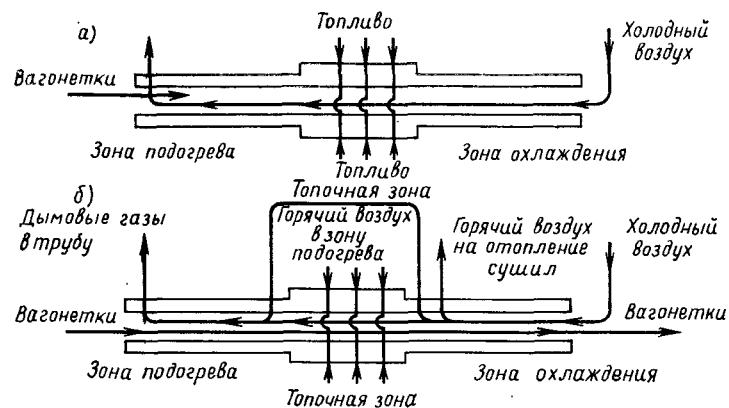 а)
Топливо
Холодный
воздух
Вагонетки
Зона подогрева
Топливо
Зона охлаждения
Топочная зона
б)
Дымовые газы
в трубу
Горячий воздух
в зону
подогрева
Горячий воздух
на отопление
сушил
Холодный
воздух
Вагонетки
Вагонетки
Зона подогрева
Топочная зона
Зона охлаждения